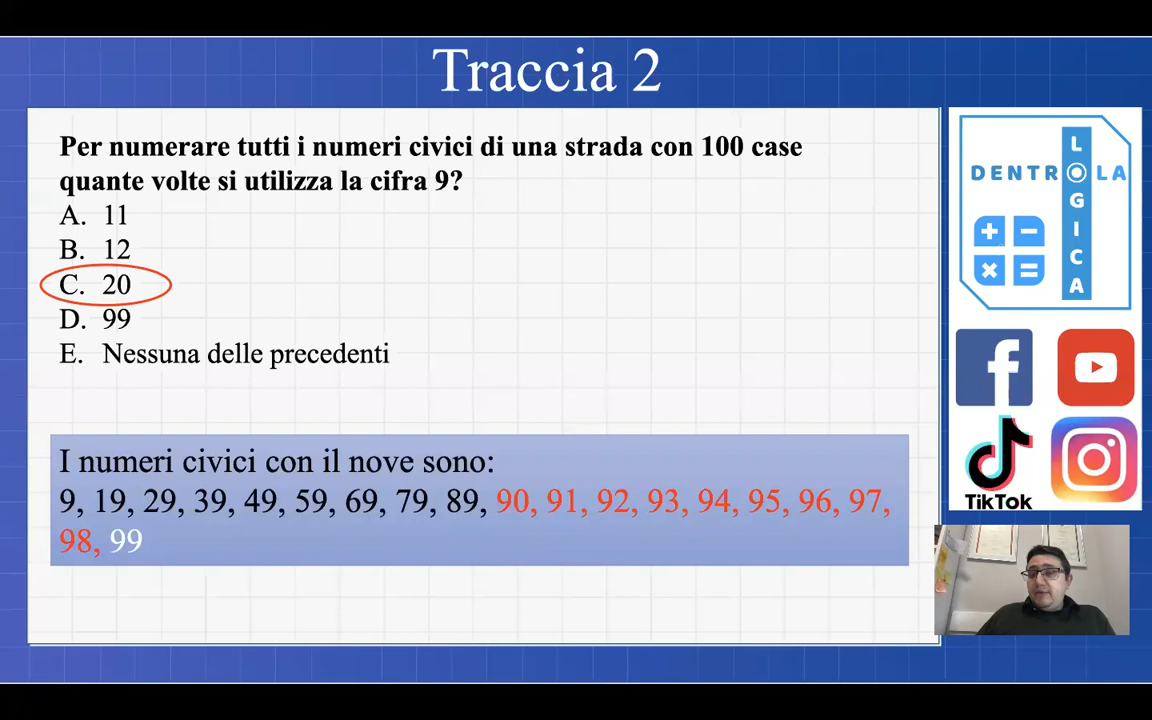 Traccia 2
Per numerare tutti i numeri civici di una strada con 100 case
quante volte si utilizza la cifra 9?
A. 11
B. 12
C. 20
D. 99
E. Nessuna delle precedenti
I numeri civici con il nove sono:
9, 19, 29, 39, 49, 59, 69, 79, 89, 90, 91, 92, 93, 94, 95, 96, 97,
98, 99
DENTRO LA
LOGICA
+ −
× =
f
TikTok